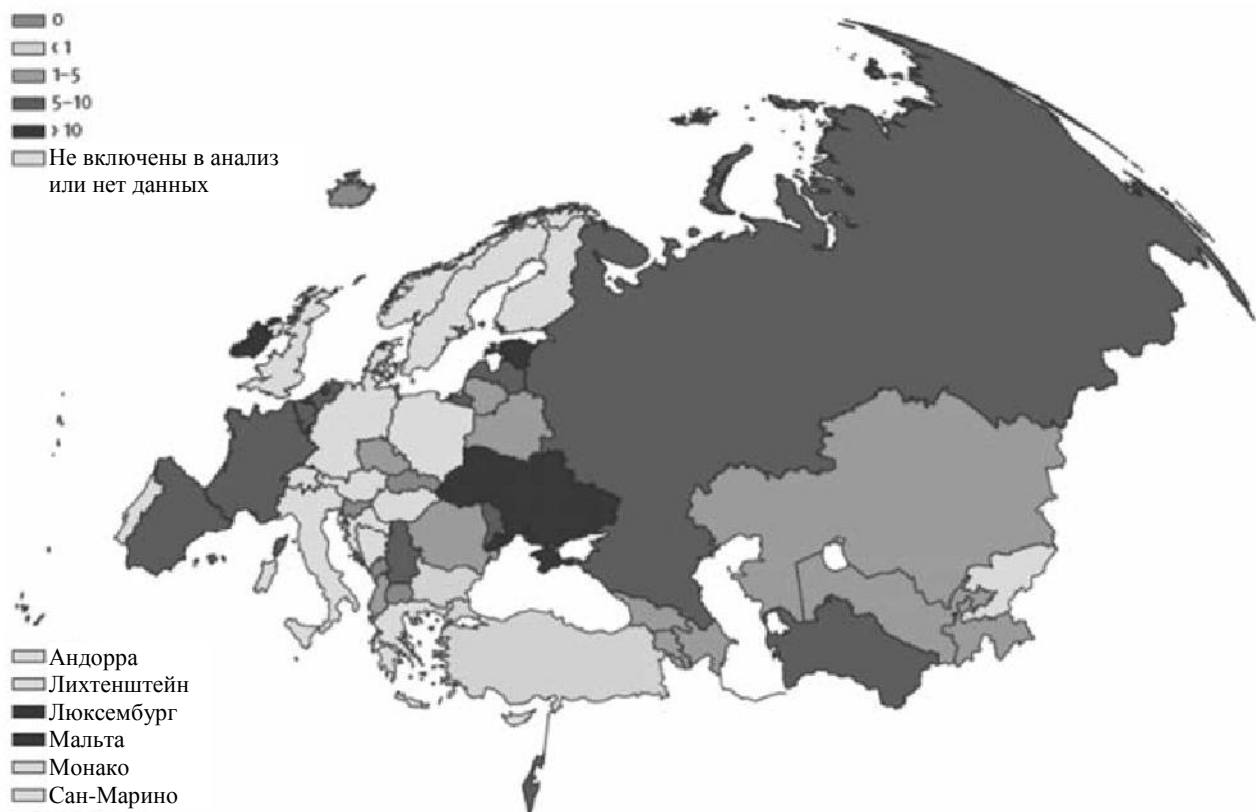 0
< 1
1–5
5–10
> 10
Не включены в анализ
или нет данных
Андорра
Лихтенштейн
Люксембург
Мальта
Монако
Сан-Марино